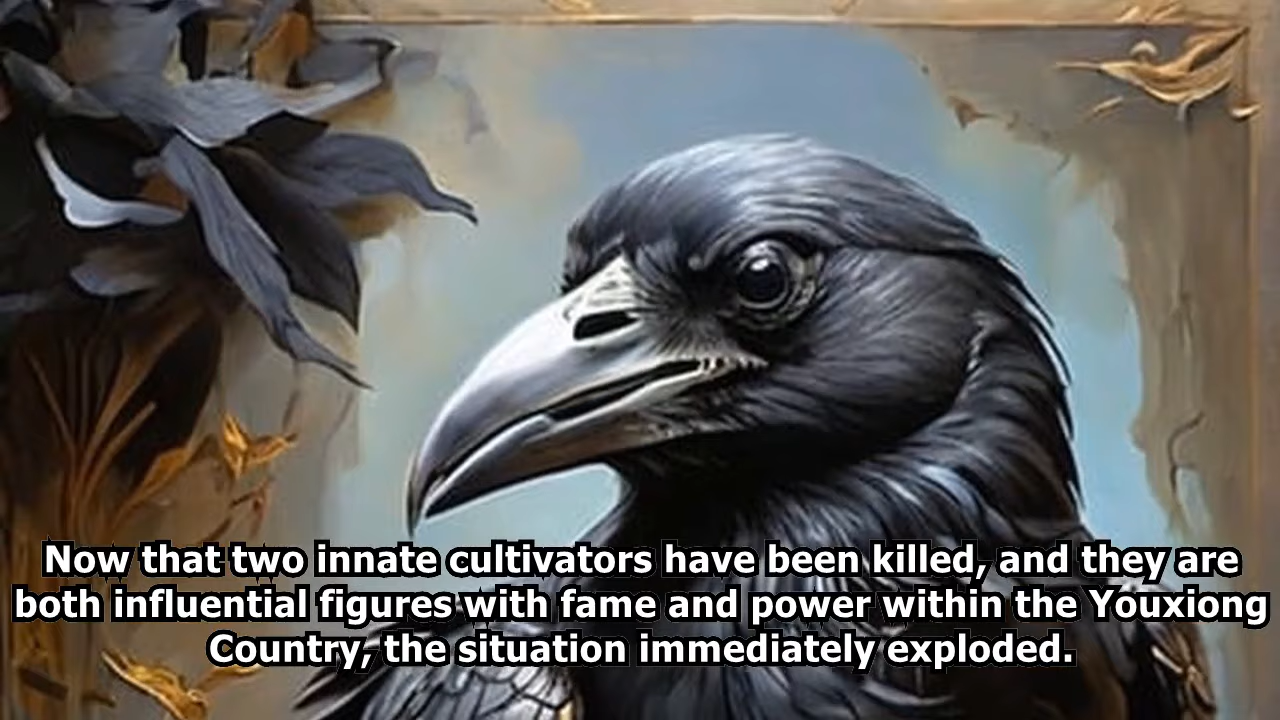 Now that two innate cultivators have been killed, and they are
both influential figures with fame and power within the Youxiong
Country, the situation immediately exploded.